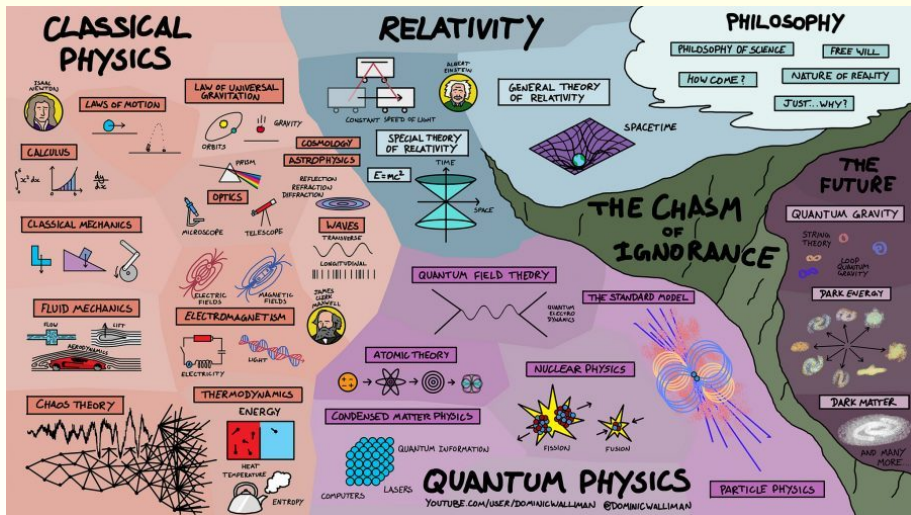 CLASSICAL
PHYSICS
ISAAC
NEWTON
LAWS OF MOTION
LAW OF UNIVERSAL
GRAVITATION
ORBITS
GRAVITY
CALCULUS
∫ x² dx
dy
dx
COSMOLOGY
ASTROPHYSICS
PRISM
OPTICS
REFLECTION
REFRACTION
DIFFRACTION
MICROSCOPE
TELESCOPE
CLASSICAL MECHANICS
WAVES
TRANSVERSE
LONGITUDINAL
ELECTRIC
FIELDS
MAGNETIC
FIELDS
JAMES
CLERK
MAXWELL
FLUID MECHANICS
FLOW
LIFT
AERODYNAMICS
ELECTROMAGNETISM
ELECTRICITY
LIGHT
CHAOS THEORY
THERMODYNAMICS
ENERGY
HEAT
TEMPERATURE
ENTROPY
RELATIVITY
ALBERT
EINSTEIN
CONSTANT SPEED OF LIGHT
GENERAL THEORY
OF RELATIVITY
SPACETIME
SPECIAL THEORY
OF RELATIVITY
E=mc²
TIME
SPACE
PHILOSOPHY
PHILOSOPHY OF SCIENCE
FREE WILL
HOW COME?
NATURE OF REALITY
JUST...WHY?
THE CHASM
OF
IGNORANCE
THE
FUTURE
QUANTUM GRAVITY
STRING
THEORY
LOOP
QUANTUM
GRAVITY
DARK ENERGY
DARK MATTER
AND MANY
MORE
QUANTUM FIELD THEORY
QUANTUM
ELECTRO
DYNAMICS
THE STANDARD MODEL
ATOMIC THEORY
NUCLEAR PHYSICS
FISSION
FUSION
CONDENSED MATTER PHYSICS
QUANTUM INFORMATION
LASERS
COMPUTERS
PARTICLE PHYSICS
QUANTUM PHYSICS
YOUTUBE.COM/USER/DOMINICWALLIMAN @DOMINICWALLIMAN